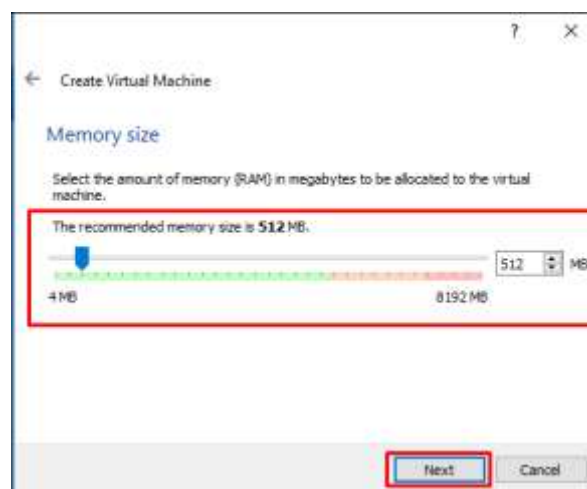 ?
Create Virtual Machine
Memory size
Select the amount of memory (RAM) in megabytes to be allocated to the virtual
machine.
The recommended memory size is 512 MB.
512 MB
4 MB 8192 MB
Next Cancel